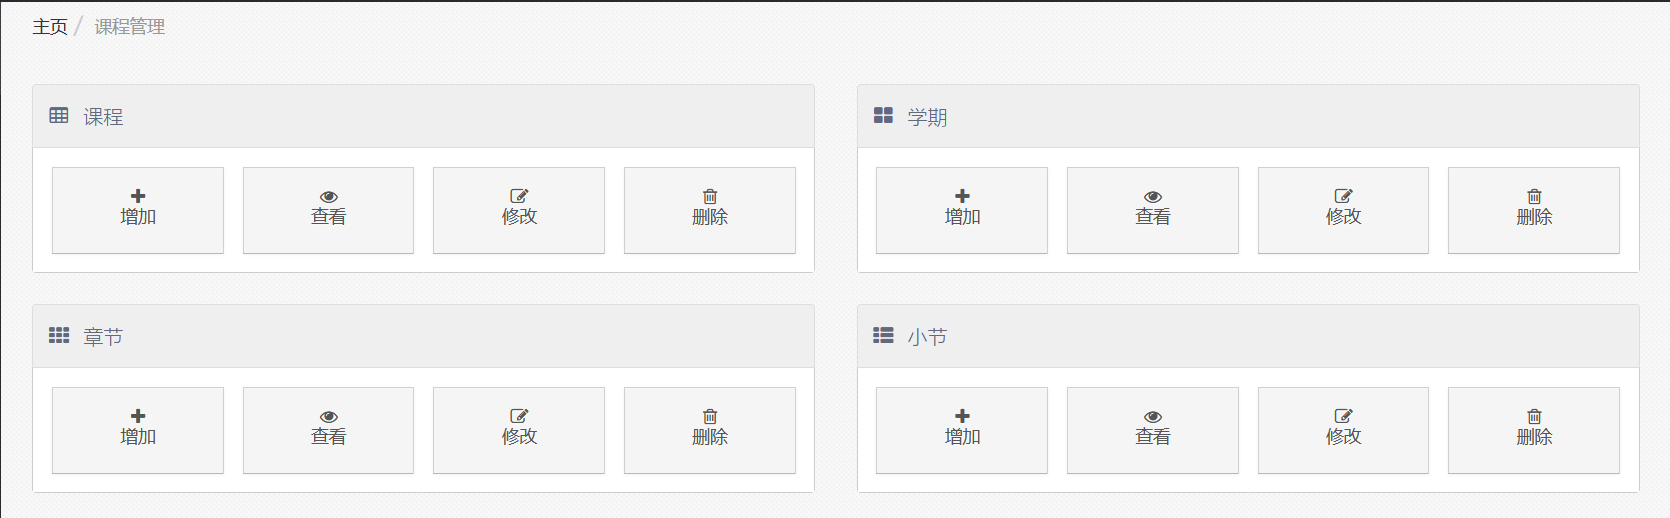 主页 / 课程管理
课程
增加 查看 修改 删除
学期
增加 查看 修改 删除
章节
增加 查看 修改 删除
小节
增加 查看 修改 删除